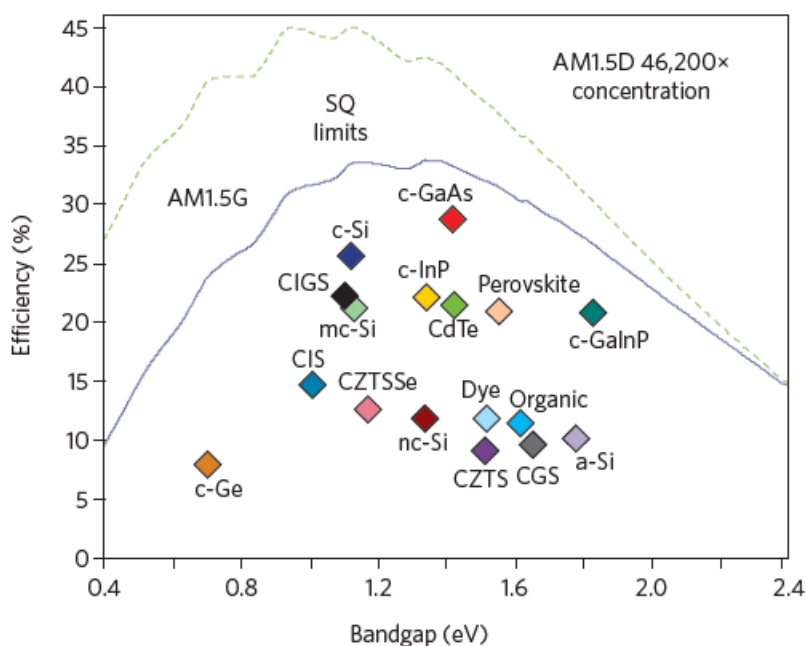 45
40
35
30
25
20
15
10
5
0
Efficiency (%)
AM1.5D 46,200×
concentration
SQ
limits
AM1.5G
c-GaAs
c-Si
CIGS
mc-Si
c-InP
CdTe
Perovskite
c-GaInP
CIS
CZTSSe
nc-Si
Dye
Organic
CZTS
CGS
a-Si
c-Ge
0.4
0.8
1.2
1.6
2.0
2.4
Bandgap (eV)